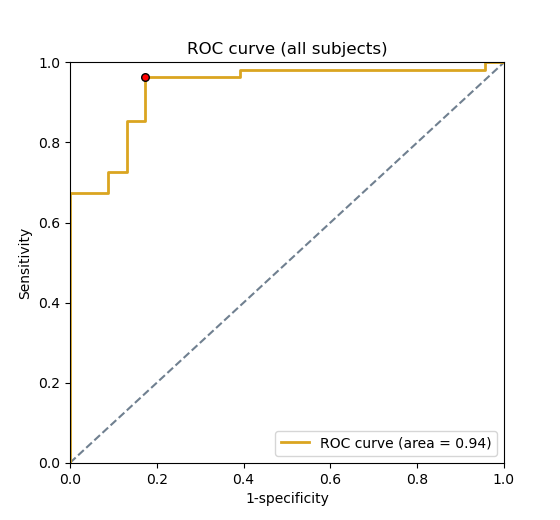 ROC curve (all subjects)
1.0
0.8
0.6
0.4
0.2
0.0
Sensitivity
ROC curve (area = 0.94)
0.0 0.2 0.4 0.6 0.8 1.0
1-specificity